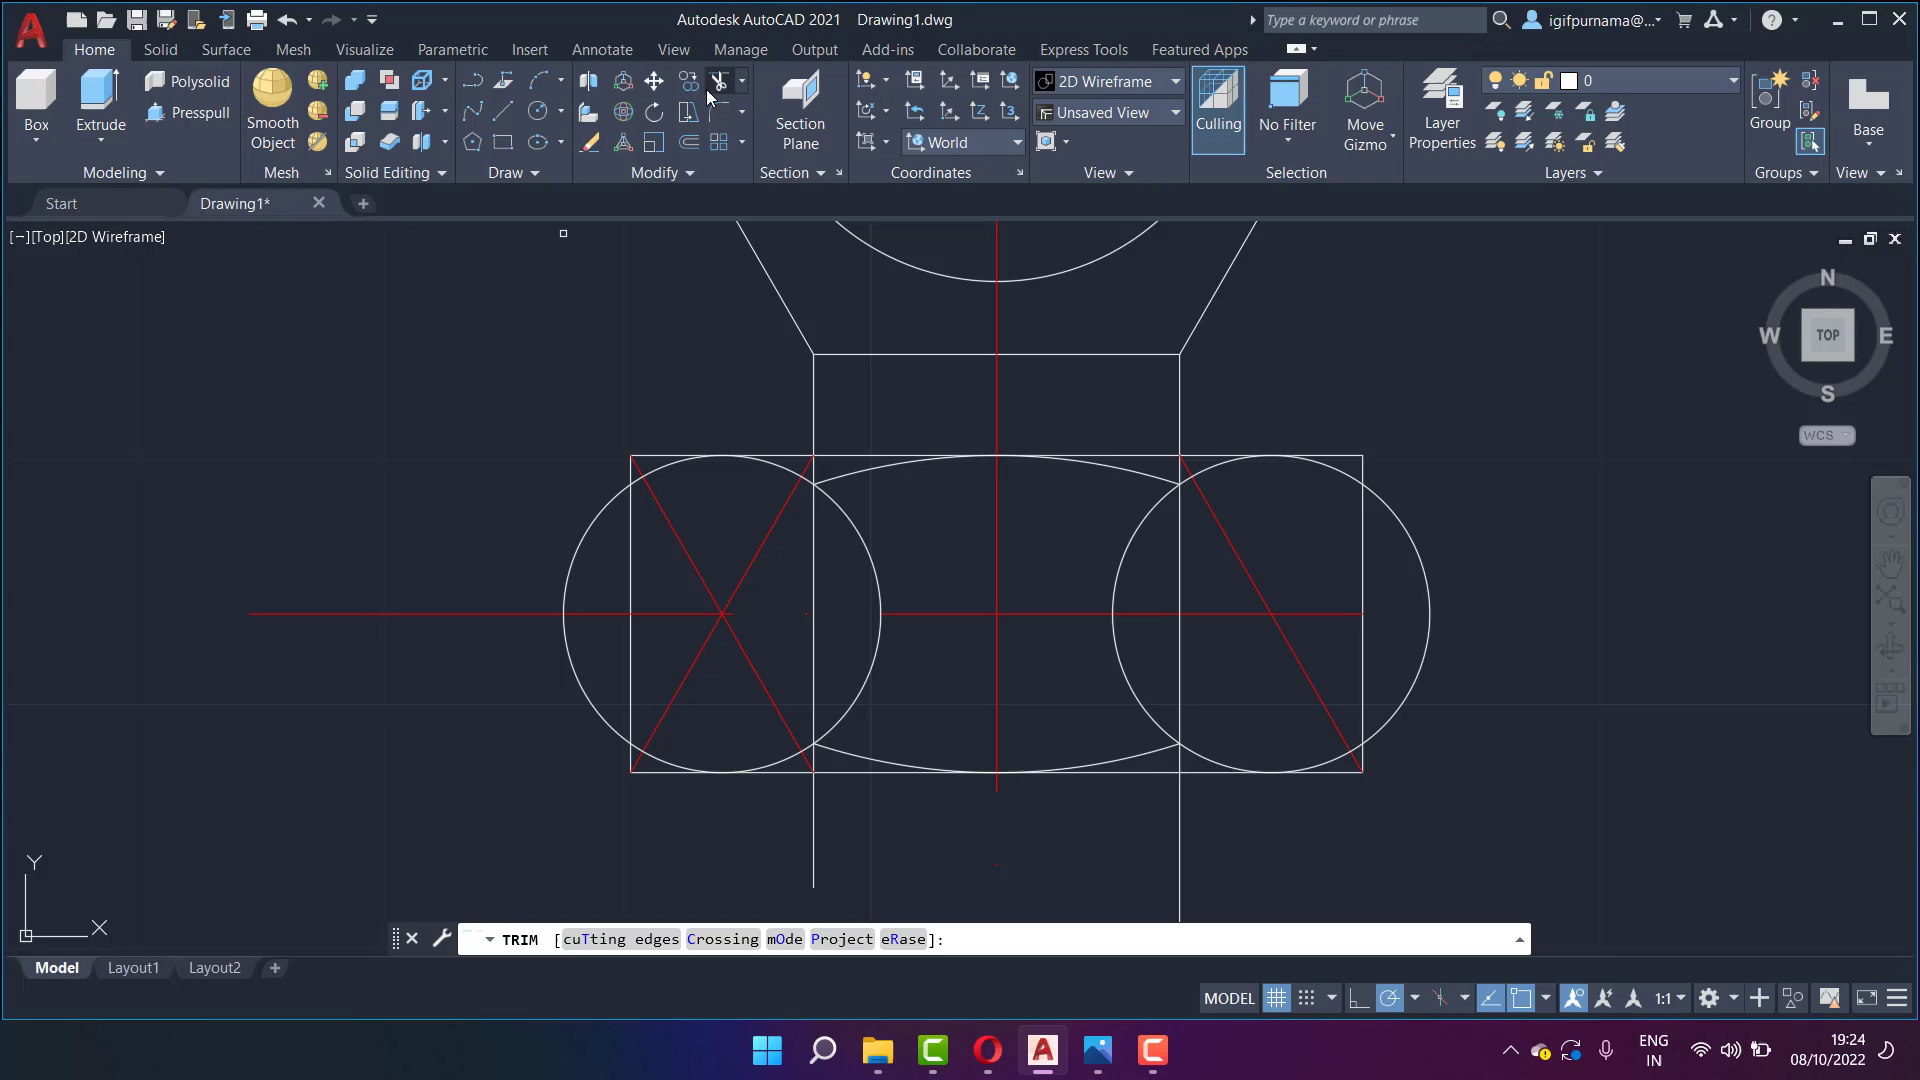 Autodesk AutoCAD 2021 Drawing1.dwg
Type a keyword or phrase
igifpurnama@...
Home Solid Surface Mesh Visualize Parametric Insert Annotate View Manage Output Add-ins Collaborate Express Tools Featured Apps
Box
Extrude
Polysolid
Presspull
Smooth
Object
Section
Plane
World
2D Wireframe
Unsaved View
Culling
No Filter
Move
Gizmo
Layer
Properties
0
Group
Base
Modeling Mesh Solid Editing Draw Modify Section Coordinates View Selection Layers Groups View
Start
Drawing1*
[−][Top][2D Wireframe]
N
W TOP E
S
WCS
Y
X
TRIM [cuTting edges Crossing mOde Project eRase]:
Model Layout1 Layout2
MODEL 1:1
ENG
IN
19:24
08/10/2022